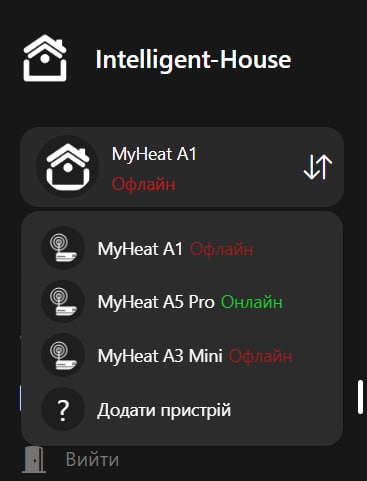 Intelligent-House
MyHeat A1
Офлайн
MyHeat A1 Офлайн
MyHeat A5 Pro Онлайн
MyHeat A3 Mini Офлайн
? Додати пристрій
Вийти